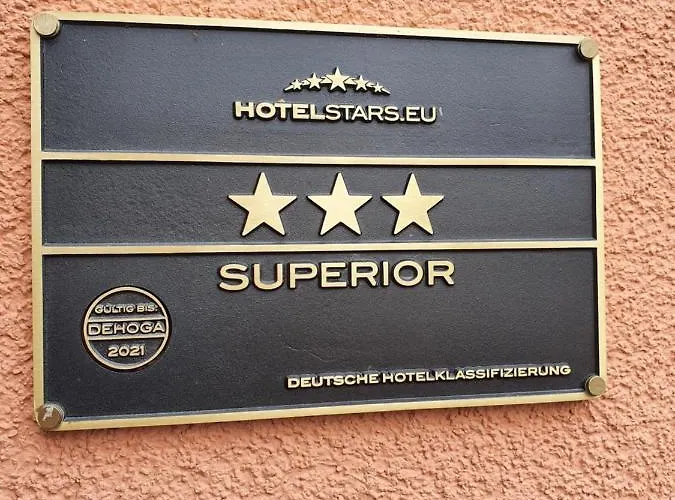 HOTELSTARS.EU
SUPERIOR
GÜLTIG BIS:
DEHOGA
2021
DEUTSCHE HOTELKLASSIFIZIERUNG